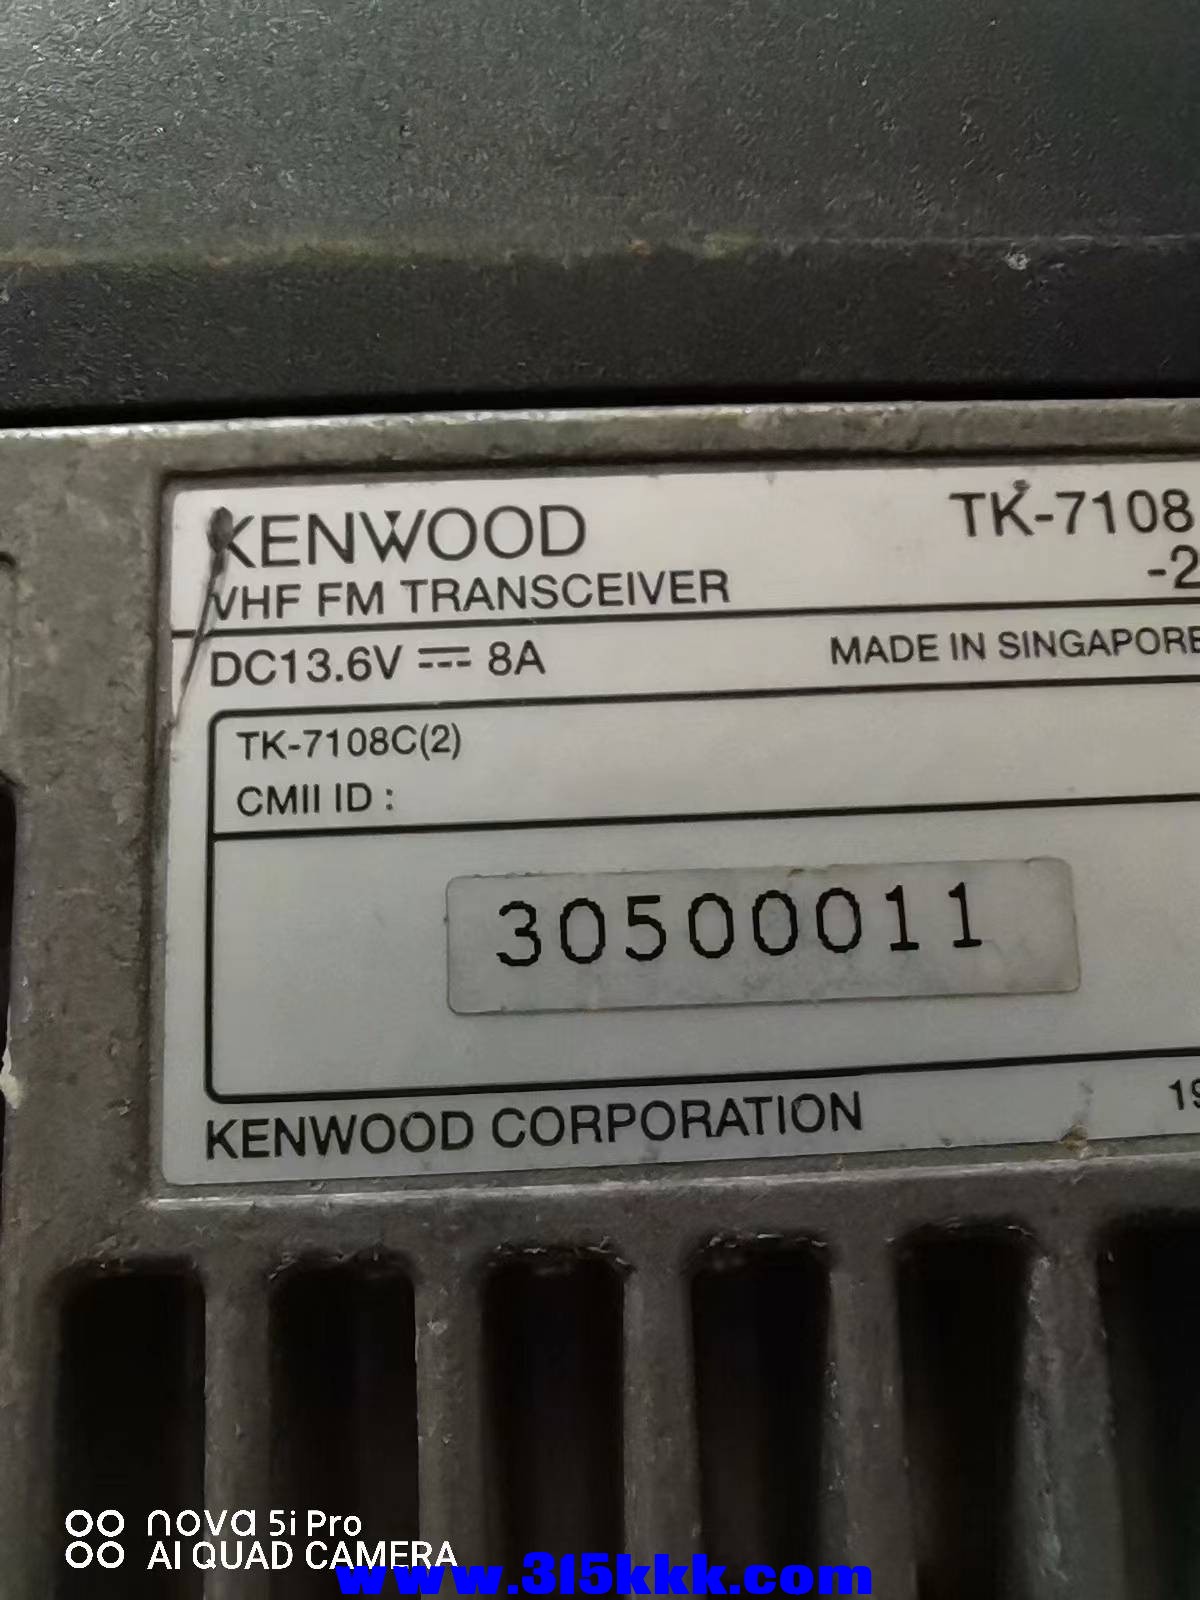 KENWOOD
TK-7108
-2
VHF FM TRANSCEIVER
DC13.6V ⎓ 8A
MADE IN SINGAPORE
TK-7108C(2)
CMII ID :
30500011
KENWOOD CORPORATION
19
nova 5i Pro
AI QUAD CAMERA
www.315kkk.com